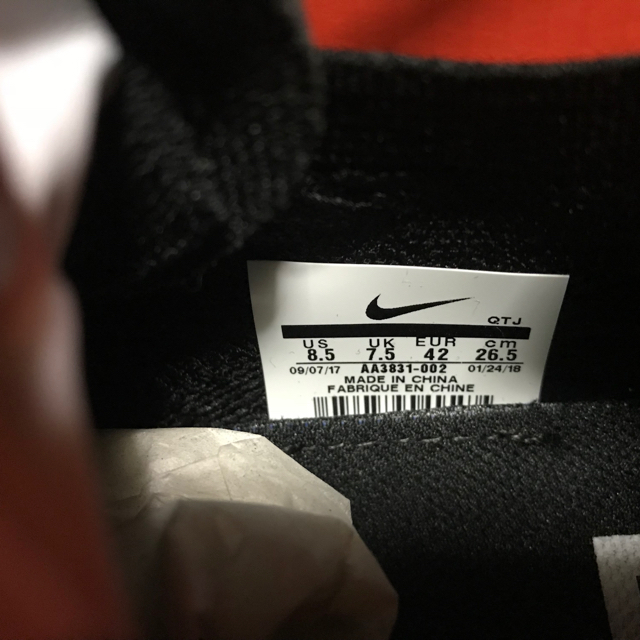 QTJ
US UK EUR cm
8.5 7.5 42 26.5
09/07/17 AA3831-002 01/24/18
MADE IN CHINA
FABRIQUE EN CHINE